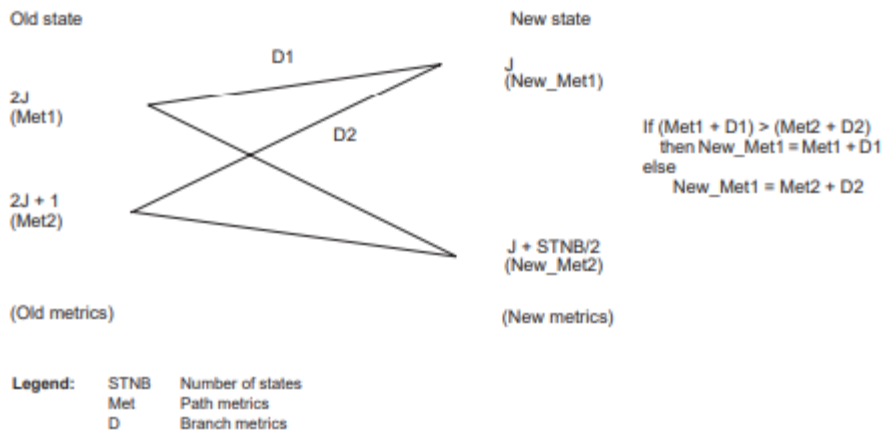 Old state
New state
D1
2J
(Met1)
J
(New_Met1)
D2
If (Met1 + D1) > (Met2 + D2)
then New_Met1 = Met1 + D1
else
New_Met1 = Met2 + D2
2J + 1
(Met2)
J + STNB/2
(New_Met2)
(Old metrics)
(New metrics)
Legend: STNB Number of states
Met Path metrics
D Branch metrics